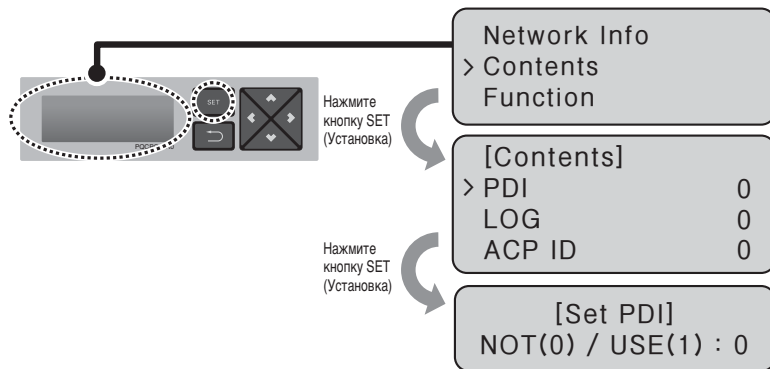 Network Info
> Contents
Function
SET
Нажмите
кнопку SET
(Установка)
[Contents]
> PDI 0
LOG 0
ACP ID 0
Нажмите
кнопку SET
(Установка)
[Set PDI]
NOT(0) / USE(1) : 0